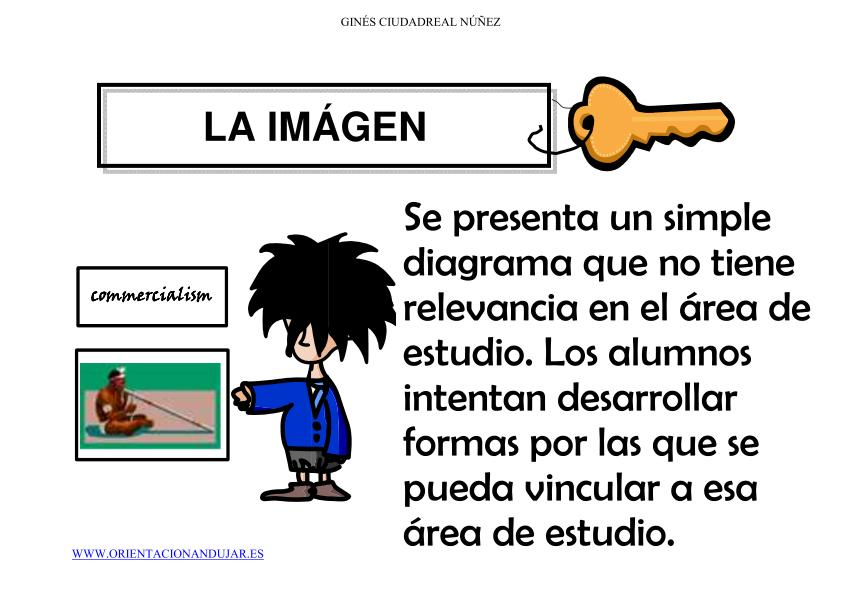 GINÉS CIUDADREAL NÚÑEZ
LA IMÁGEN
Se presenta un simple
diagrama que no tiene
relevancia en el área de
estudio. Los alumnos
intentan desarrollar
formas por las que se
pueda vincular a esa
área de estudio.
commercialism
WWW.ORIENTACIONANDUJAR.ES